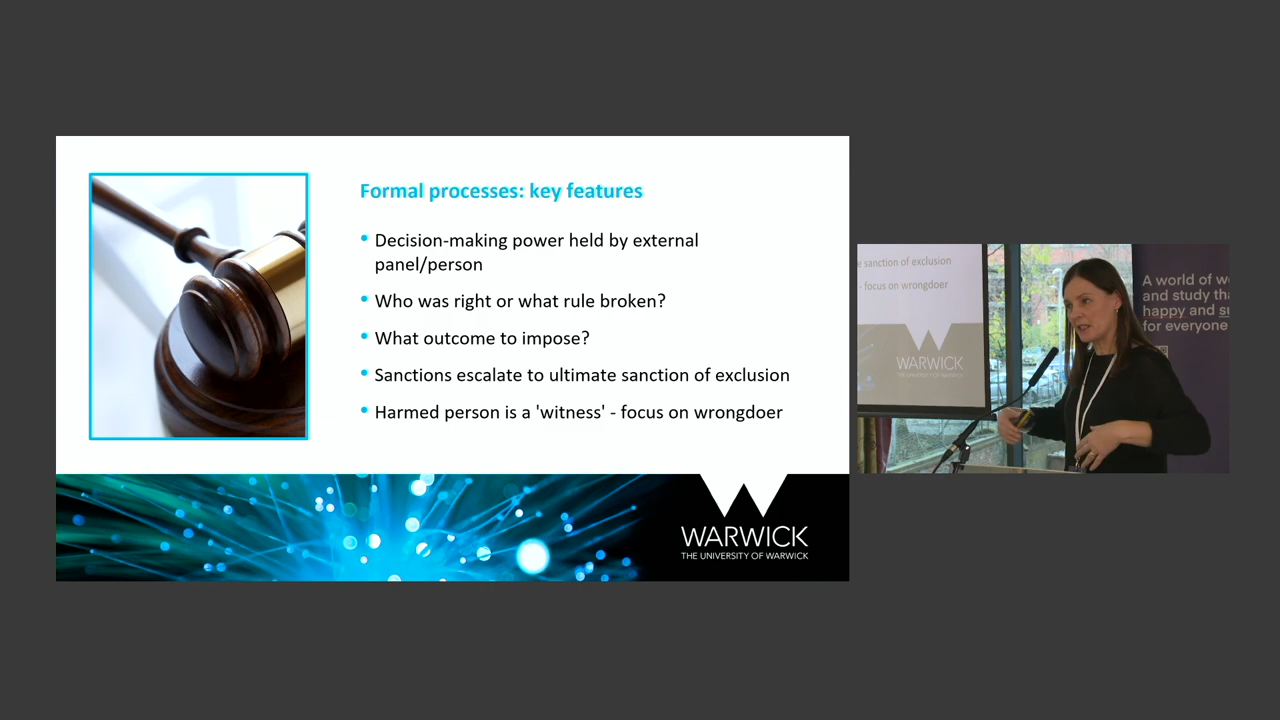 Formal processes: key features
• Decision-making power held by external
panel/person
• Who was right or what rule broken?
• What outcome to impose?
• Sanctions escalate to ultimate sanction of exclusion
• Harmed person is a 'witness' - focus on wrongdoer
WARWICK
THE UNIVERSITY OF WARWICK
sanction of exclusion
- focus on wrongdoer
WARWICK
THE UNIVERSITY OF WARWICK
A world of w
and study tha
happy and su
for everyone